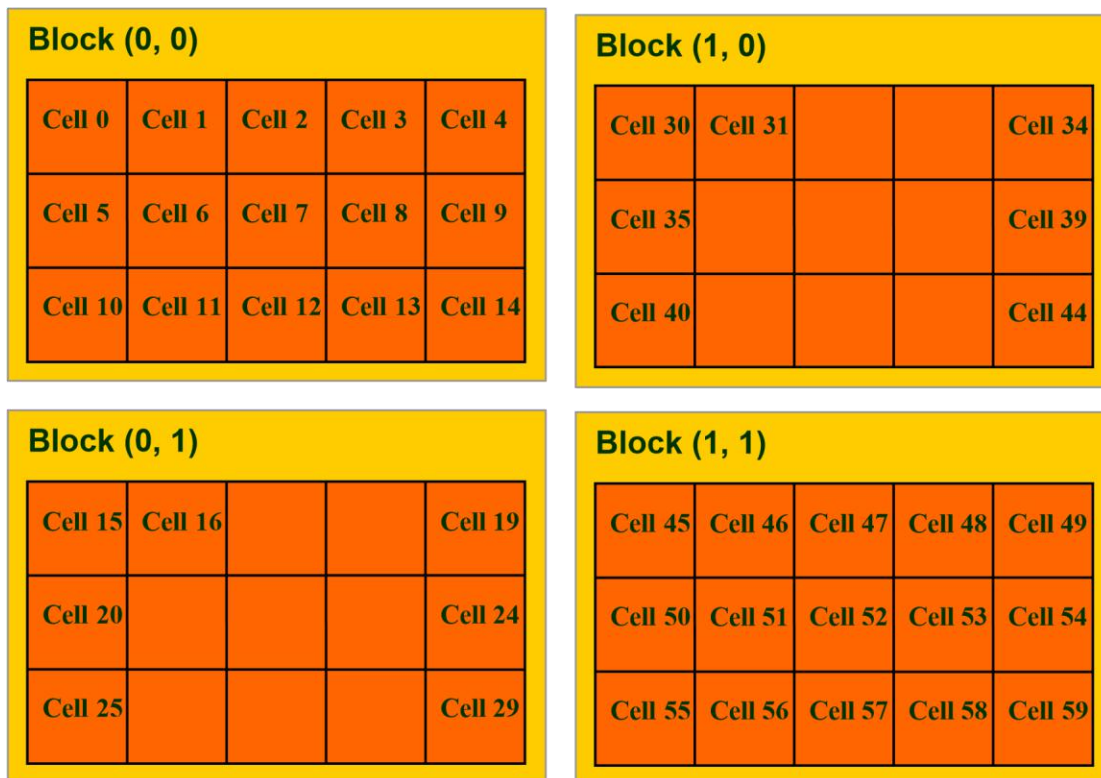 Block (0, 0)
Cell 0 Cell 1 Cell 2 Cell 3 Cell 4
Cell 5 Cell 6 Cell 7 Cell 8 Cell 9
Cell 10 Cell 11 Cell 12 Cell 13 Cell 14
Block (1, 0)
Cell 30 Cell 31 Cell 34
Cell 35 Cell 39
Cell 40 Cell 44
Block (0, 1)
Cell 15 Cell 16 Cell 19
Cell 20 Cell 24
Cell 25 Cell 29
Block (1, 1)
Cell 45 Cell 46 Cell 47 Cell 48 Cell 49
Cell 50 Cell 51 Cell 52 Cell 53 Cell 54
Cell 55 Cell 56 Cell 57 Cell 58 Cell 59